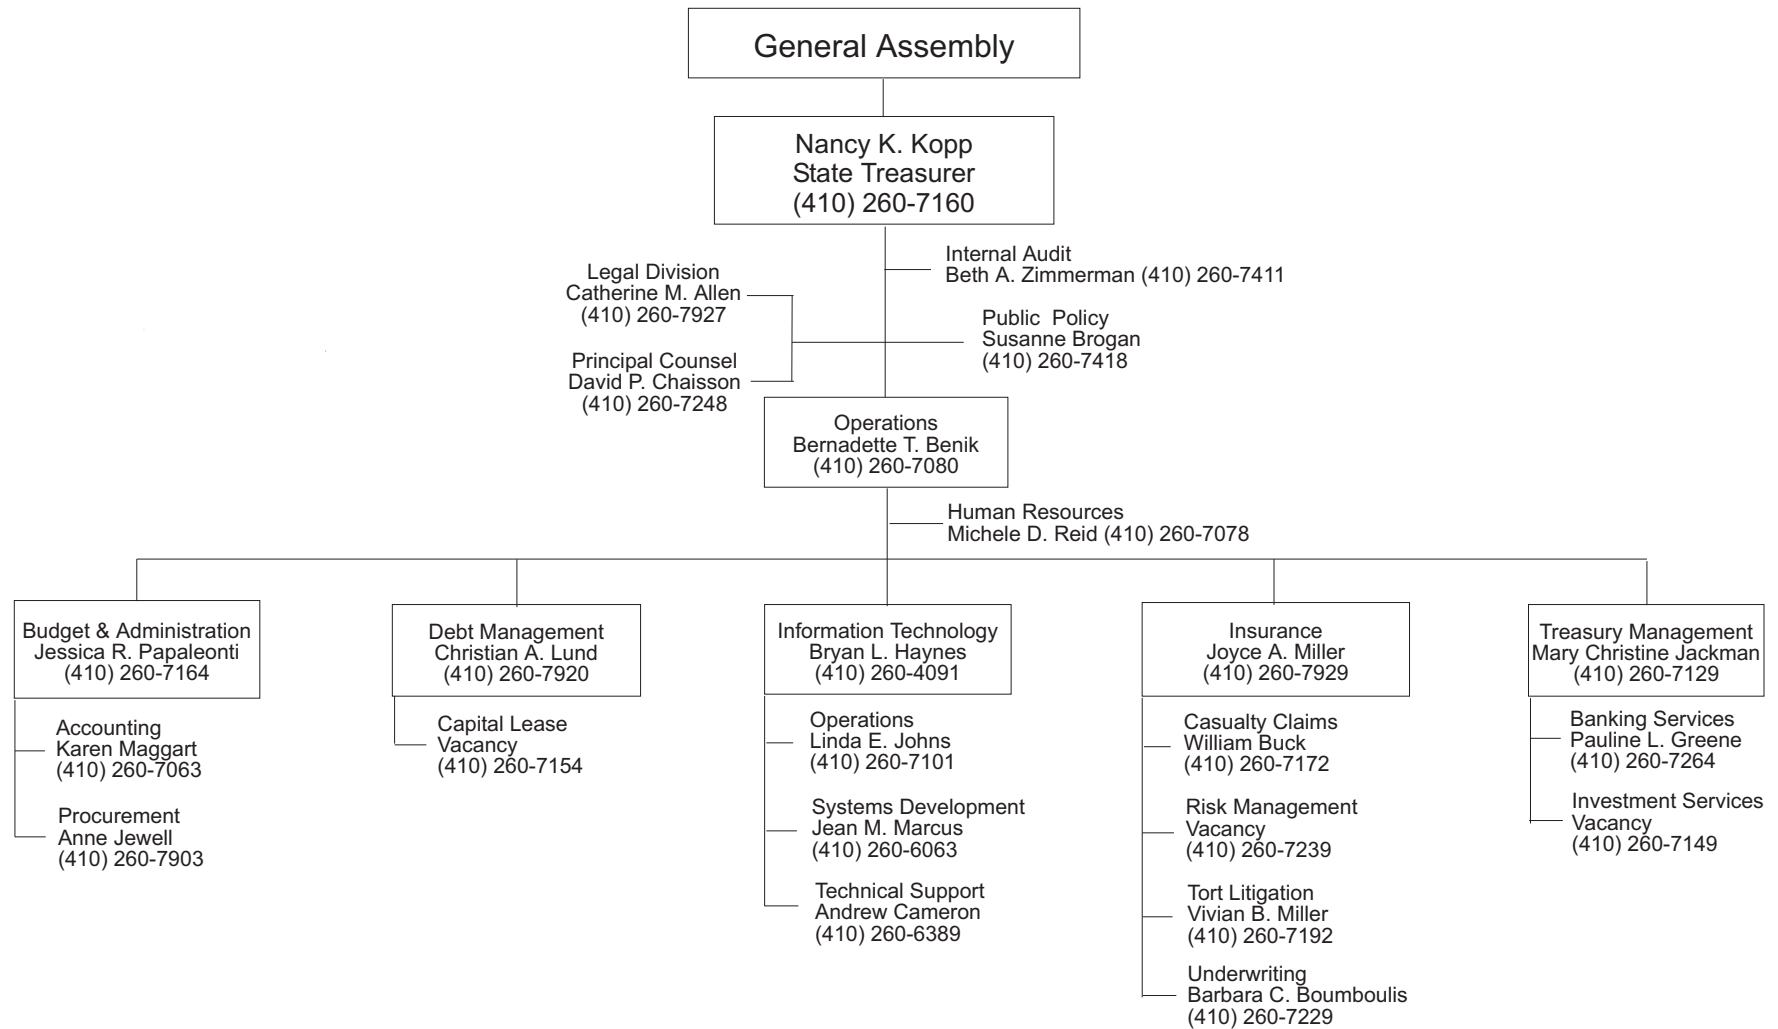 General Assembly
Nancy K. Kopp
State Treasurer
(410) 260-7160
Internal Audit
Beth A. Zimmerman (410) 260-7411
Legal Division
Catherine M. Allen
(410) 260-7927
Public Policy
Susanne Brogan
(410) 260-7418
Principal Counsel
David P. Chaisson
(410) 260-7248
Operations
Bernadette T. Benik
(410) 260-7080
Human Resources
Michele D. Reid (410) 260-7078
Budget & Administration
Jessica R. Papaleonti
(410) 260-7164
Accounting
Karen Maggart
(410) 260-7063
Procurement
Anne Jewell
(410) 260-7903
Debt Management
Christian A. Lund
(410) 260-7920
Capital Lease
Vacancy
(410) 260-7154
Information Technology
Bryan L. Haynes
(410) 260-4091
Operations
Linda E. Johns
(410) 260-7101
Systems Development
Jean M. Marcus
(410) 260-6063
Technical Support
Andrew Cameron
(410) 260-6389
Insurance
Joyce A. Miller
(410) 260-7929
Casualty Claims
William Buck
(410) 260-7172
Risk Management
Vacancy
(410) 260-7239
Tort Litigation
Vivian B. Miller
(410) 260-7192
Underwriting
Barbara C. Boumboulis
(410) 260-7229
Treasury Management
Mary Christine Jackman
(410) 260-7129
Banking Services
Pauline L. Greene
(410) 260-7264
Investment Services
Vacancy
(410) 260-7149